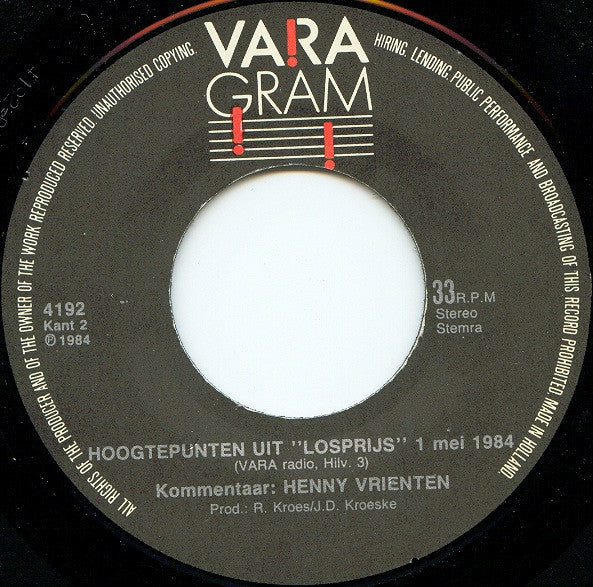 VARA
GRAM
ALL RIGHTS OF THE PRODUCER AND OF THE OWNER OF THE WORK REPRODUCED RESERVED UNAUTHORISED COPYING,
HIRING, LENDING, PUBLIC PERFORMANCE AND BROADCASTING OF THIS RECORD PROHIBITED MADE IN HOLLAND.
4192
Kant 2
℗ 1984
33 R.P.M
Stereo
Stemra
HOOGTEPUNTEN UIT "LOSPRIJS" 1 mei 1984
(VARA radio, Hilv. 3)
Kommentaar: HENNY VRIENTEN
Prod.: R. Kroes/J.D. Kroeske